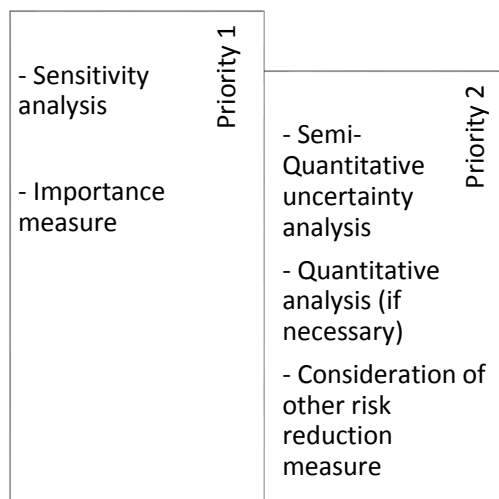 Priority 1
- Sensitivity
analysis
- Importance
measure
Priority 2
- Semi-
Quantitative
uncertainty
analysis
- Quantitative
analysis (if
necessary)
- Consideration of
other risk
reduction
measure